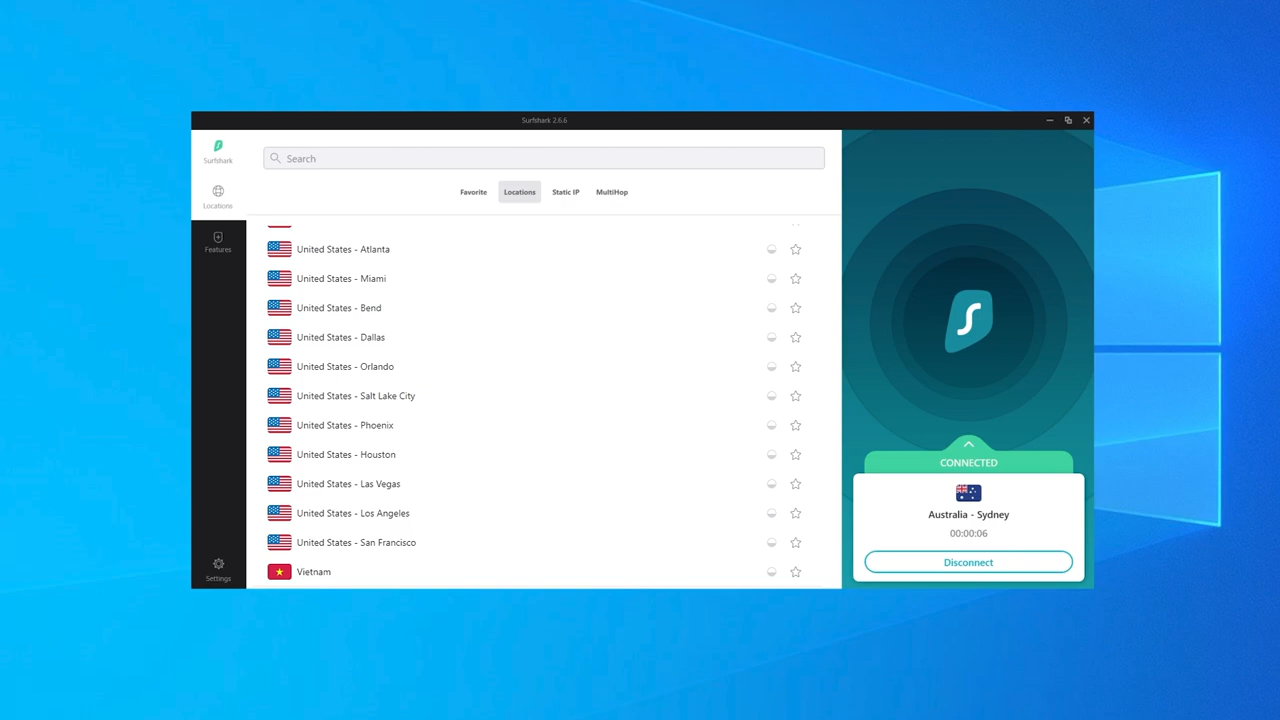 Surfshark 2.6.6
Surfshark
Locations
Features
Settings
Search
Favorite
Locations
Static IP
MultiHop
United States - Atlanta
United States - Miami
United States - Bend
United States - Dallas
United States - Orlando
United States - Salt Lake City
United States - Phoenix
United States - Houston
United States - Las Vegas
United States - Los Angeles
United States - San Francisco
Vietnam
CONNECTED
Australia - Sydney
00:00:06
Disconnect